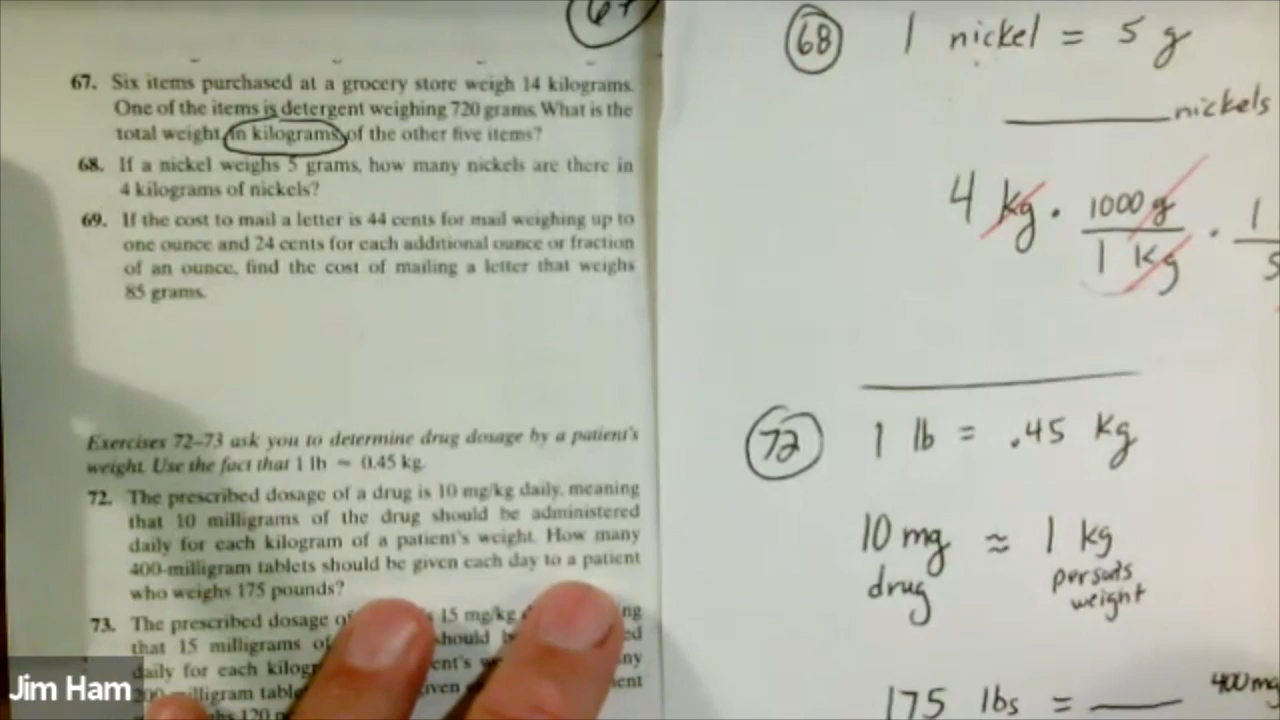 67. Six items purchased at a grocery store weigh 14 kilograms.
One of the items is detergent weighing 720 grams. What is the
total weight in kilograms of the other five items?
68. If a nickel weighs 5 grams, how many nickels are there in
4 kilograms of nickels?
69. If the cost to mail a letter is 44 cents for mail weighing up to
one ounce and 24 cents for each additional ounce or fraction
of an ounce, find the cost of mailing a letter that weighs
85 grams.
Exercises 72–73 ask you to determine drug dosage by a patient's
weight. Use the fact that 1 lb ≈ 0.45 kg.
72. The prescribed dosage of a drug is 10 mg/kg daily, meaning
that 10 milligrams of the drug should be administered
daily for each kilogram of a patient's weight. How many
400-milligram tablets should be given each day to a patient
who weighs 175 pounds?
73. The prescribed dosage of 15 mg/kg
that 15 milligrams should
daily for each
Jim Ham
68 1 nickel = 5 g
nickels
4 kg · 1000 g · 1
1 kg 5
72 1 lb = .45 kg
10 mg ≈ 1 kg
drug persons
weight
175 lbs = ____ 400 mg